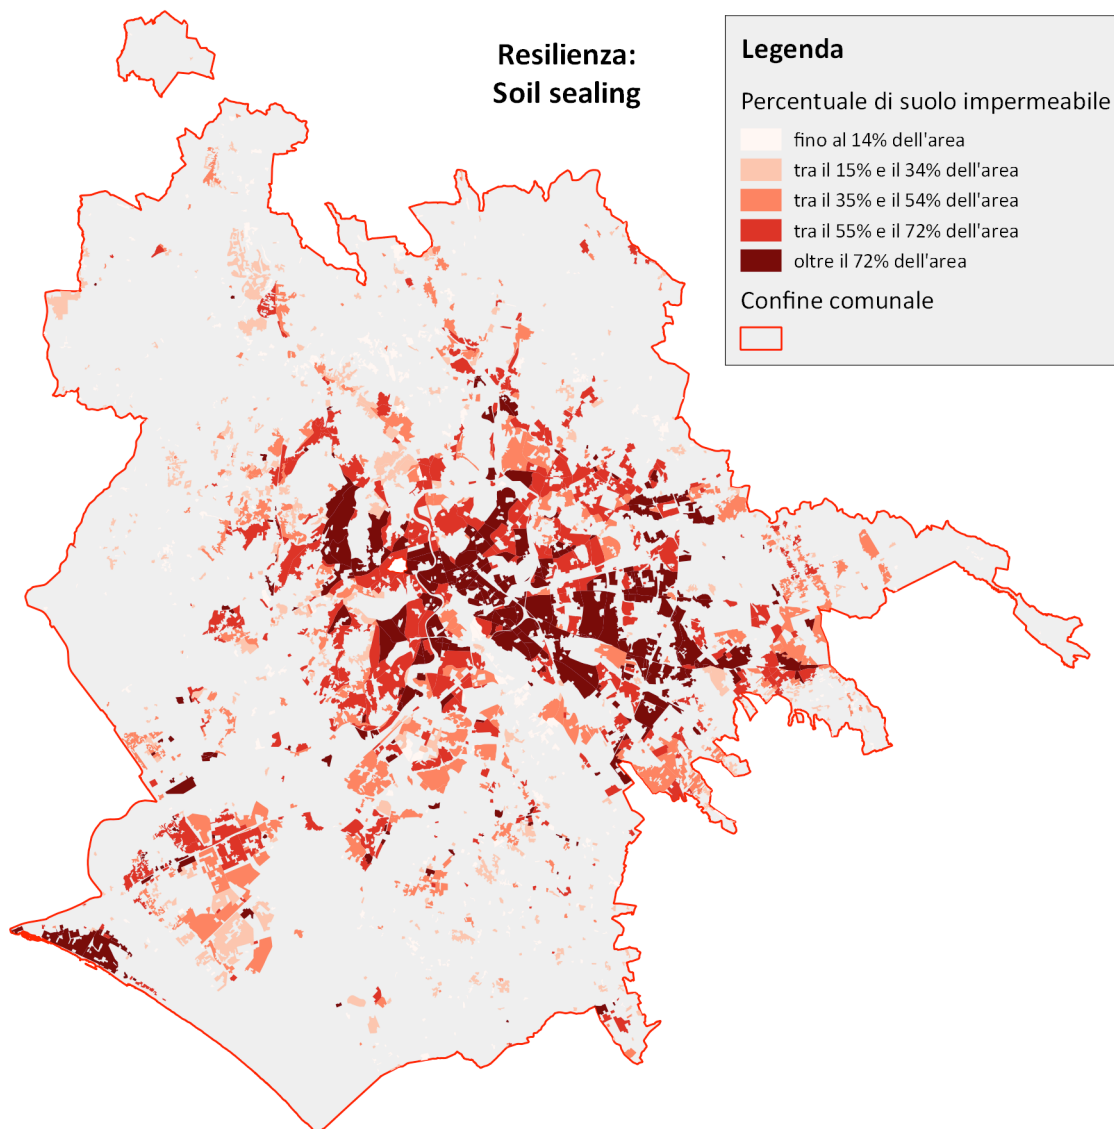 Resilienza:
Soil sealing
Legenda
Percentuale di suolo impermeabile
fino al 14% dell'area
tra il 15% e il 34% dell'area
tra il 35% e il 54% dell'area
tra il 55% e il 72% dell'area
oltre il 72% dell'area
Confine comunale